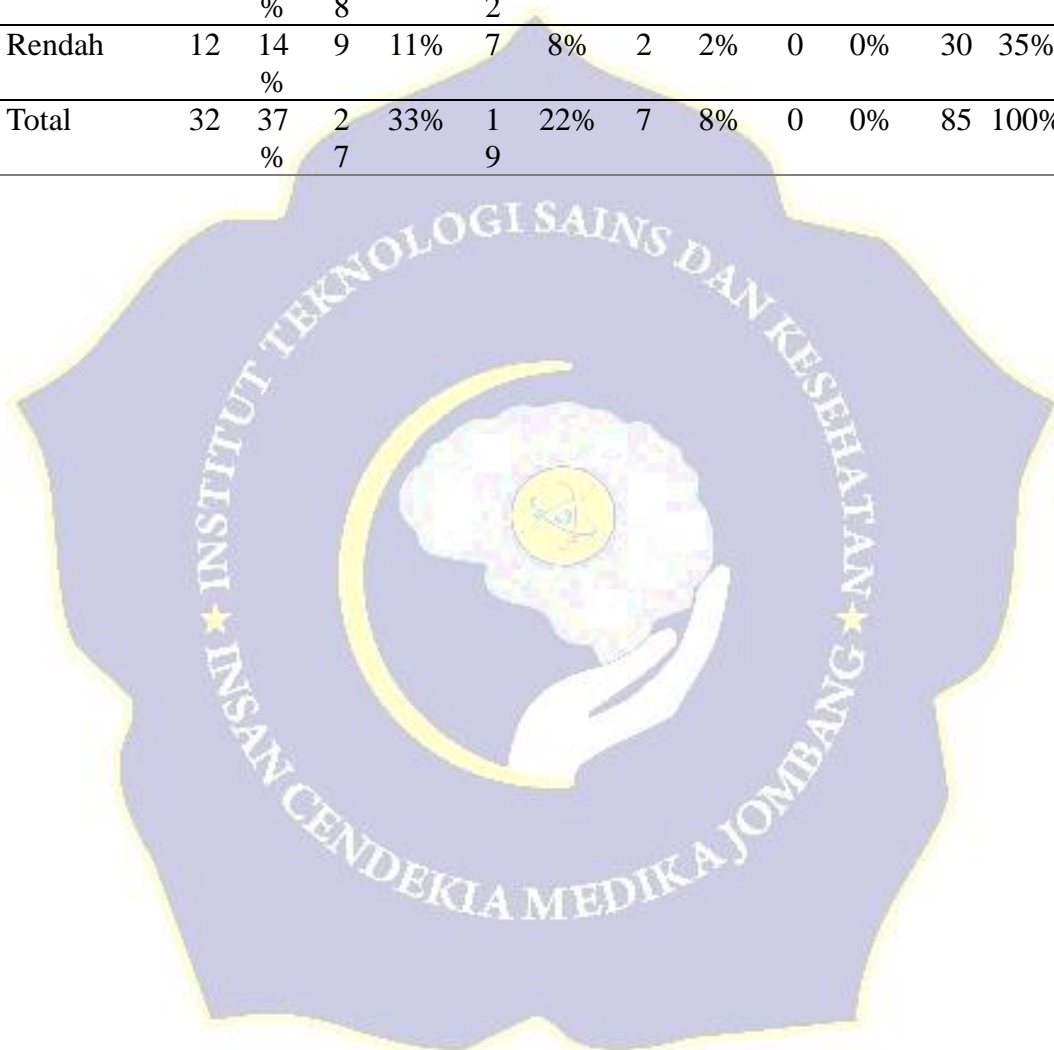 % 8 2
Rendah 12 14 9 11% 7 8% 2 2% 0 0% 30 35%
%
Total 32 37 2 33% 1 22% 7 8% 0 0% 85 100%
% 7 9
INSTITUT TEKNOLOGI SAINS DAN KESEHATAN
INSAN CENDEKIA MEDIKA JOMBANG